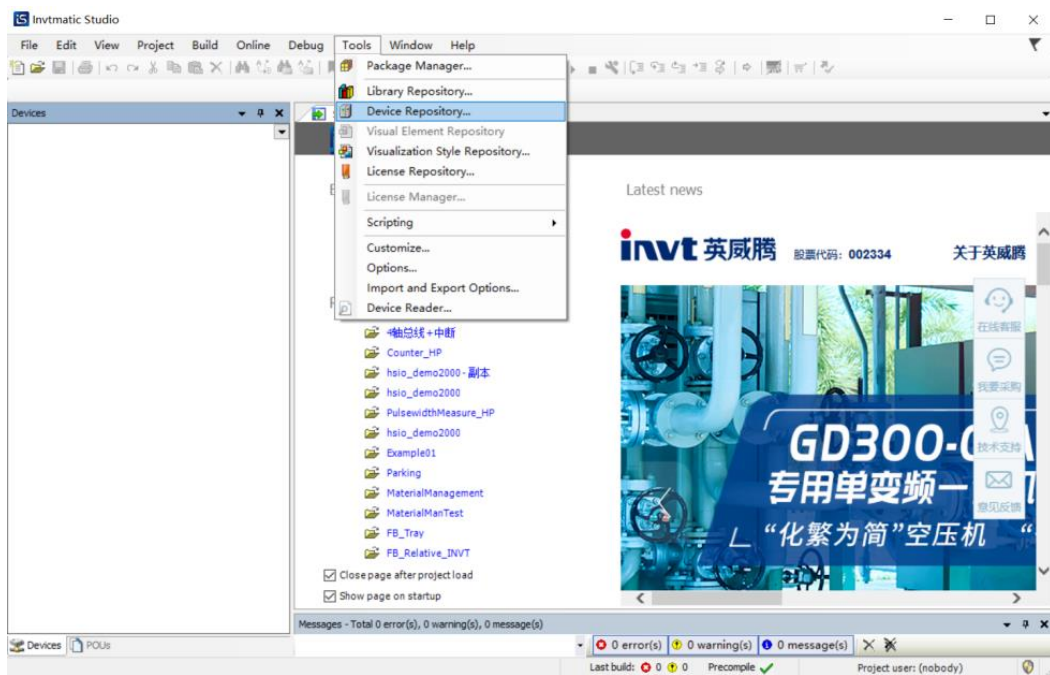 Invtmatic Studio
File Edit View Project Build Online Debug Tools Window Help
Package Manager...
Library Repository...
Devices
Device Repository...
Visual Element Repository
Visualization Style Repository...
License Repository...
Latest news
License Manager...
Scripting
invt 英威腾 股票代码: 002334 关于英威腾
Customize...
Options...
Import and Export Options...
Device Reader...
在线客服
4轴总线+中断
Counter_HP
hsio_demo2000 - 副本
我要采购
hsio_demo2000
PulsewidthMeasure_HP
hsio_demo2000
GD300-0
技术支持
Example01
Parking
专用单变频一
MaterialManagement
意见反馈
MaterialManTest
FB_Tray
“化繁为简”空压机 “
FB_Relative_INVT
Close page after project load
Show page on startup
Messages - Total 0 error(s), 0 warning(s), 0 message(s)
Devices POUs
0 error(s) 0 warning(s) 0 message(s)
Last build: 0 0 Precompile Project user: (nobody)